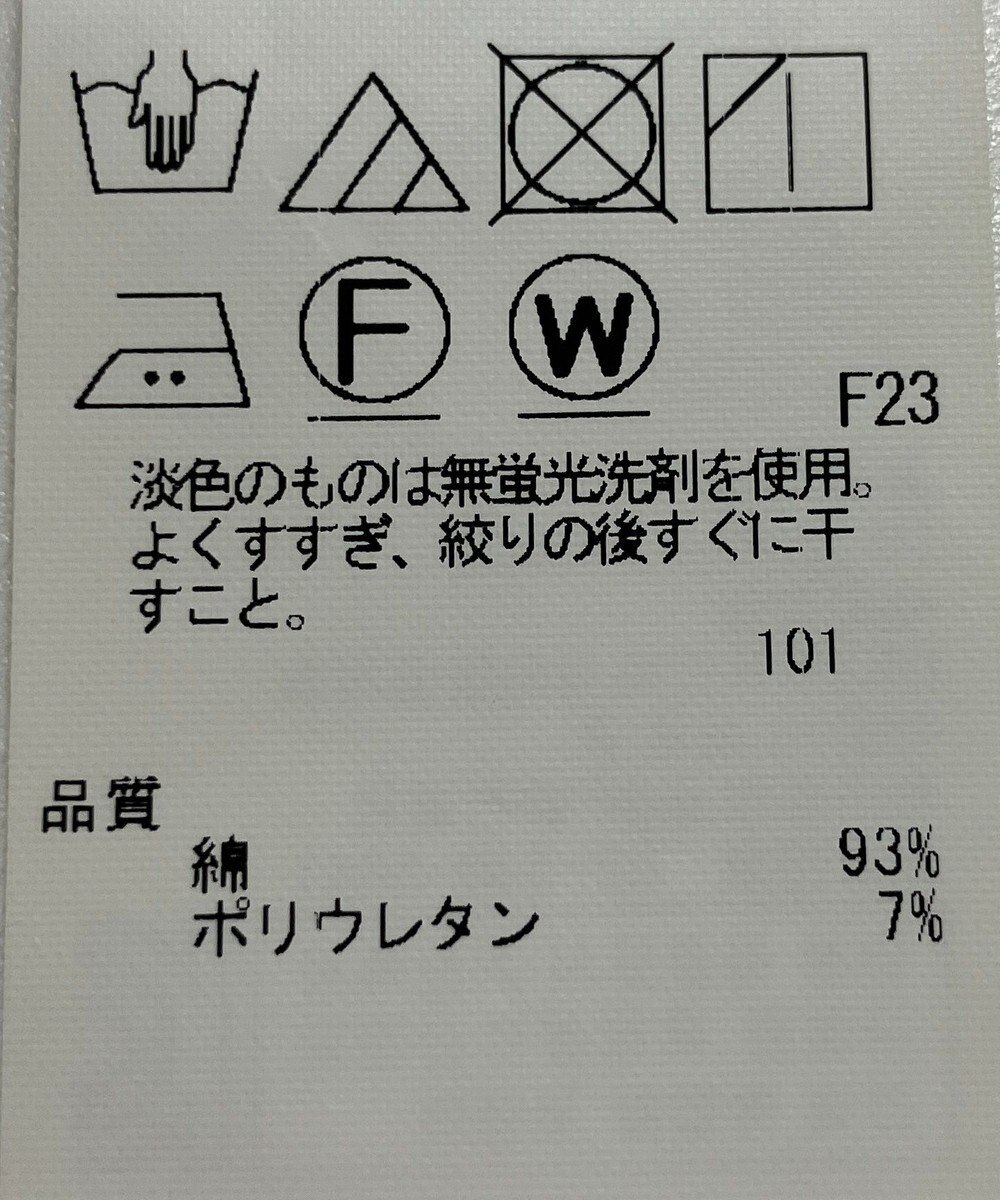 F
W
F23
淡色のものは無蛍光洗剤を使用。
よくすすぎ、絞りの後すぐに干
すこと。
101
品質
綿 93%
ポリウレタン 7%